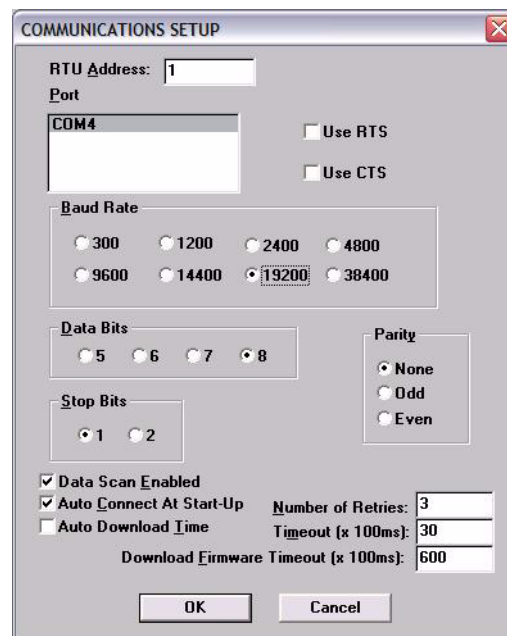 COMMUNICATIONS SETUP
RTU Address: 1
Port
COM4
Use RTS
Use CTS
Baud Rate
300 1200 2400 4800
9600 14400 19200 38400
Data Bits
5 6 7 8
Parity
None
Odd
Even
Stop Bits
1 2
Data Scan Enabled
Auto Connect At Start-Up
Auto Download Time
Number of Retries: 3
Timeout (x 100ms): 30
Download Firmware Timeout (x 100ms): 600
OK Cancel